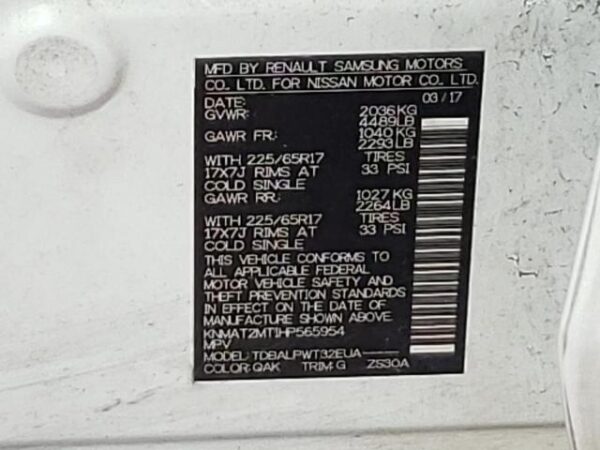 MFD BY RENAULT SAMSUNG MOTORS
CO. LTD. FOR NISSAN MOTOR CO. LTD.
DATE: 03/17
GVWR: 2036KG
4489LB
GAWR FR: 1040KG
2293LB
WITH 225/65R17 TIRES
17X7J RIMS AT 33 PSI
COLD SINGLE
GAWR RR: 1027 KG
2264LB
WITH 225/65R17 TIRES
17X7J RIMS AT 33 PSI
COLD SINGLE
THIS VEHICLE CONFORMS TO
ALL APPLICABLE FEDERAL
MOTOR VEHICLE SAFETY AND
THEFT PREVENTION STANDARDS
IN EFFECT ON THE DATE OF
MANUFACTURE SHOWN ABOVE.
KNMAT2MT1HP565954
MPV
MODEL: TDBALPWT32EUA-----
COLOR: QAK TRIM: G ZS30A